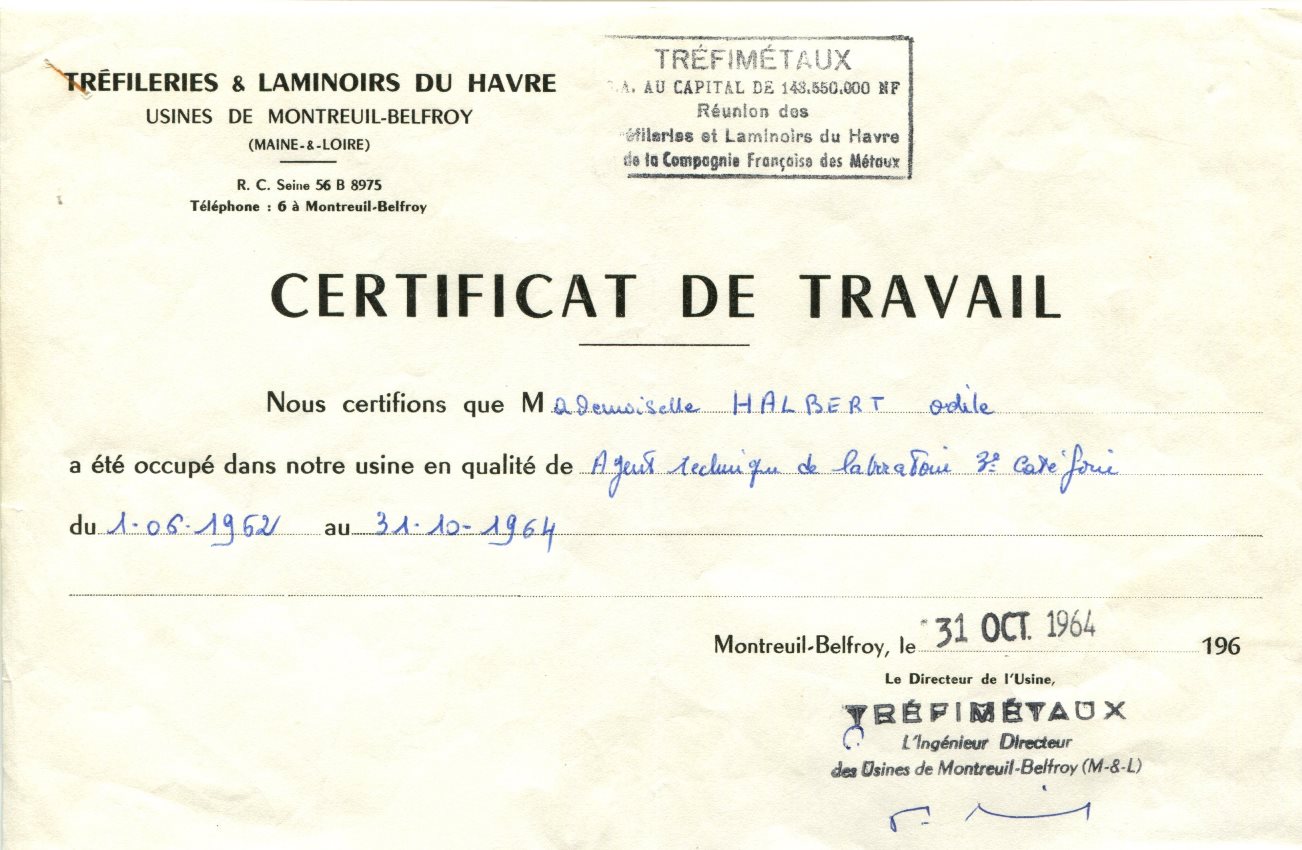 TRÉFILERIES & LAMINOIRS DU HAVRE
USINES DE MONTREUIL-BELFROY
(MAINE-&-LOIRE)
R. C. Seine 56 B 8975
Téléphone : 6 à Montreuil-Belfroy
TRÉFIMÉTAUX
.A. AU CAPITAL DE 143.550.000 NF
Réunion des
éfileries et Laminoirs du Havre
de la Compagnie Française des Métaux
CERTIFICAT DE TRAVAIL
Nous certifions que Mademoiselle HALBERT odile
a été occupé dans notre usine en qualité de Agent technique de laboratoire 3e catégorie
du 1-06-1962 au 31-10-1964
Montreuil-Belfroy, le 31 OCT. 1964 196
Le Directeur de l'Usine,
TRÉFIMÉTAUX
L'Ingénieur Directeur
des Usines de Montreuil-Belfroy (M-&-L)